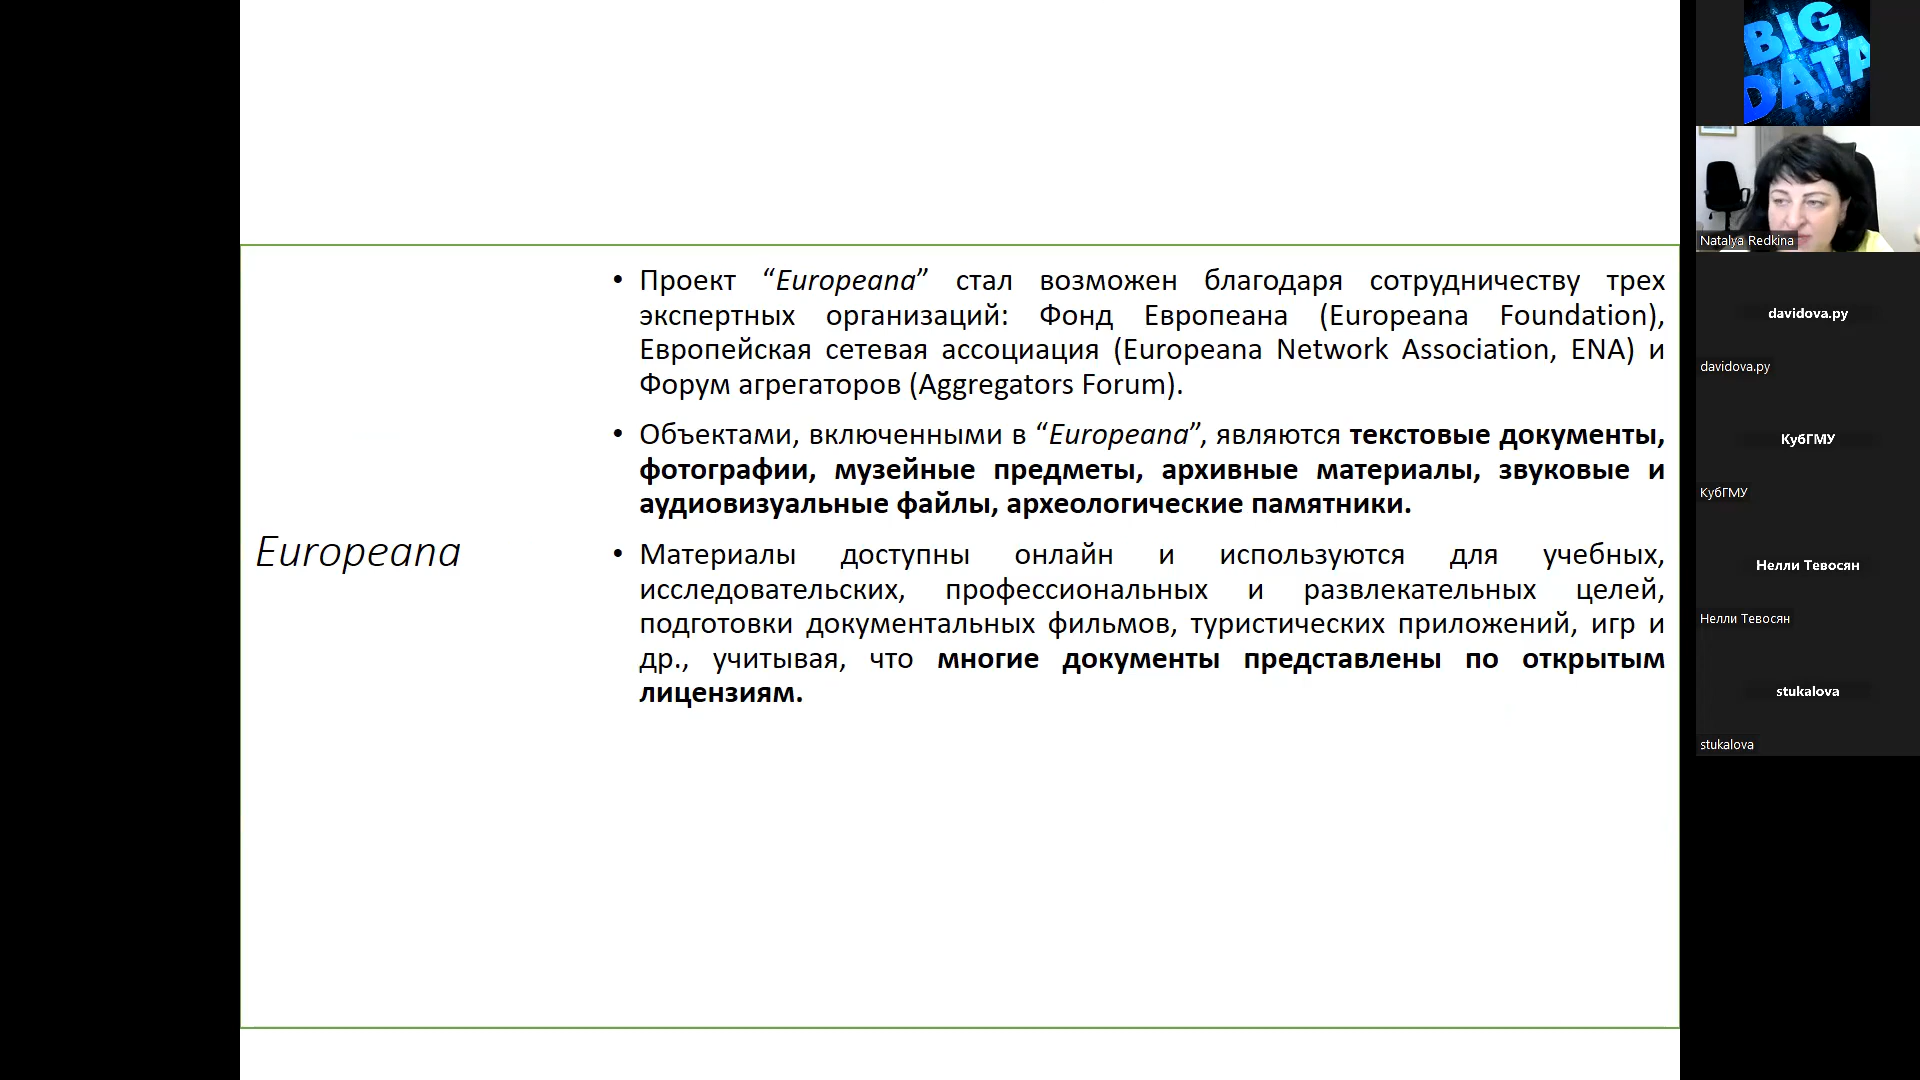 Europeana
• Проект “Europeana” стал возможен благодаря сотрудничеству трех
экспертных организаций: Фонд Европеана (Europeana Foundation),
Европейская сетевая ассоциация (Europeana Network Association, ENA) и
Форум агрегаторов (Aggregators Forum).
• Объектами, включенными в “Europeana”, являются текстовые документы,
фотографии, музейные предметы, архивные материалы, звуковые и
аудиовизуальные файлы, археологические памятники.
• Материалы доступны онлайн и используются для учебных,
исследовательских, профессиональных и развлекательных целей,
подготовки документальных фильмов, туристических приложений, игр и
др., учитывая, что многие документы представлены по открытым
лицензиям.
BIG
DATA
Natalya Redkina
davidova.py
davidova.py
КубГМУ
КубГМУ
Нелли Тевосян
Нелли Тевосян
stukalova
stukalova